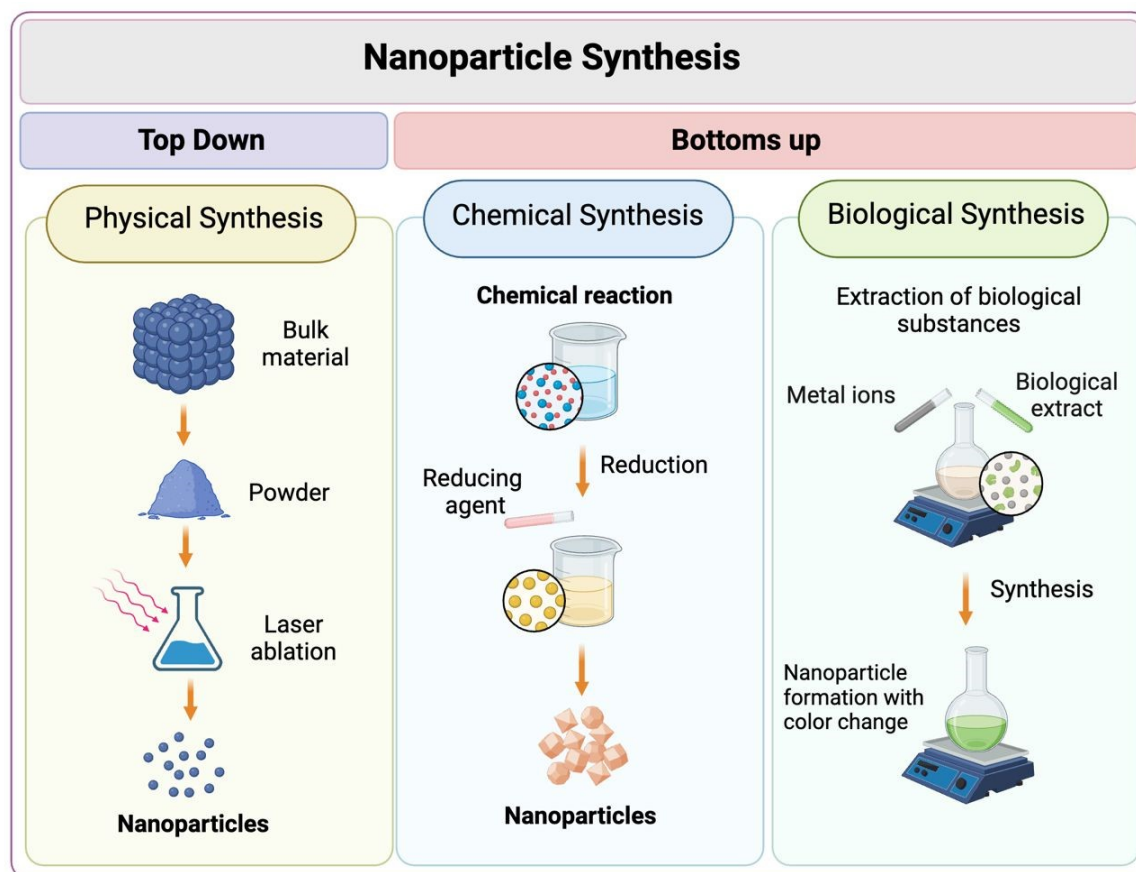 Nanoparticle Synthesis
Top Down
Bottoms up
Physical Synthesis
Bulk
material
Powder
Laser
ablation
Nanoparticles
Chemical Synthesis
Chemical reaction
Reduction
Reducing
agent
Nanoparticles
Biological Synthesis
Extraction of biological
substances
Metal ions
Biological
extract
Synthesis
Nanoparticle
formation with
color change